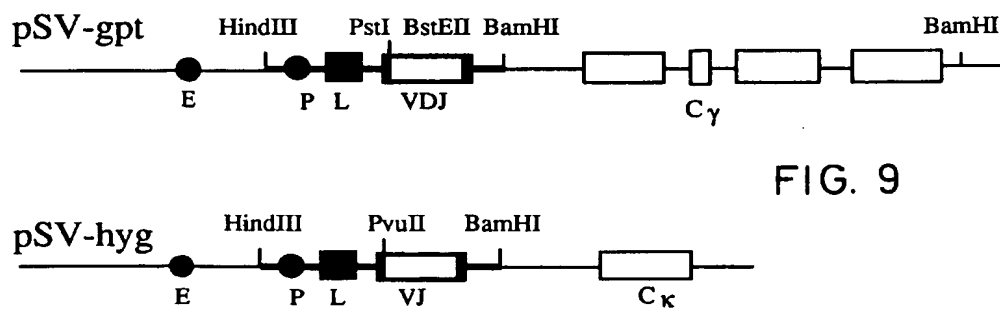 pSV-gpt
HindIII PstI BstEII BamHI BamHI
E P L VDJ Cγ
FIG. 9
pSV-hyg
HindIII PvuII BamHI
E P L VJ Cκ